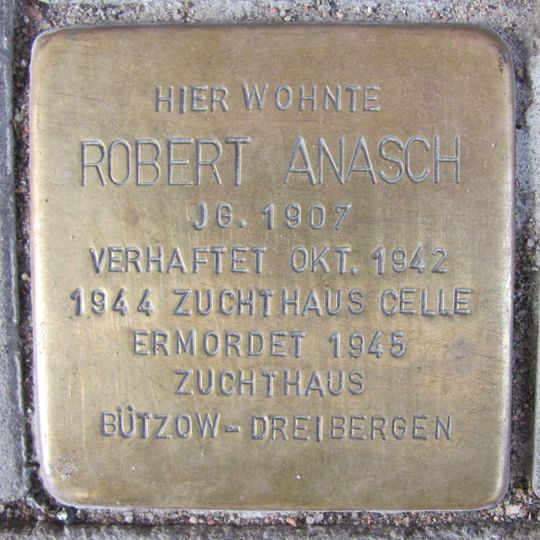 HIER WOHNTE
ROBERT ANASCH
JG. 1907
VERHAFTET OKT. 1942
1944 ZUCHTHAUS CELLE
ERMORDET 1945
ZUCHTHAUS
BÜTZOW-DREIBERGEN